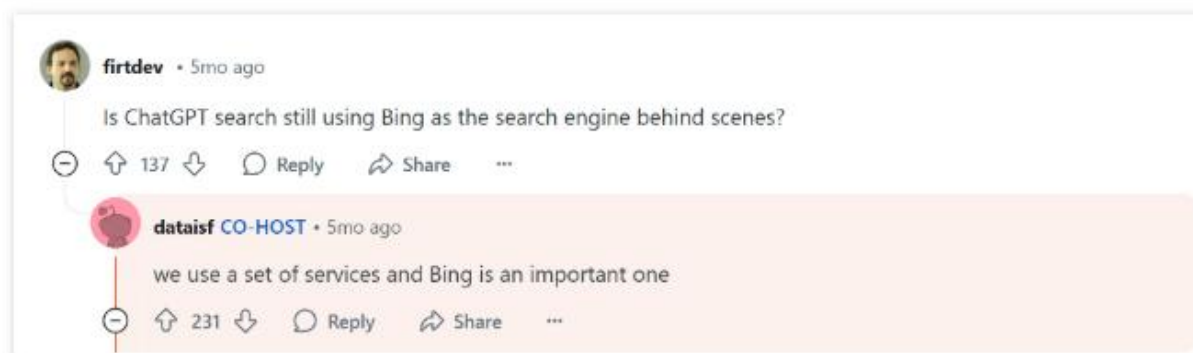 firtdev • 5mo ago
Is ChatGPT search still using Bing as the search engine behind scenes?
137 Reply Share ...
dataisf CO-HOST • 5mo ago
we use a set of services and Bing is an important one
231 Reply Share ...